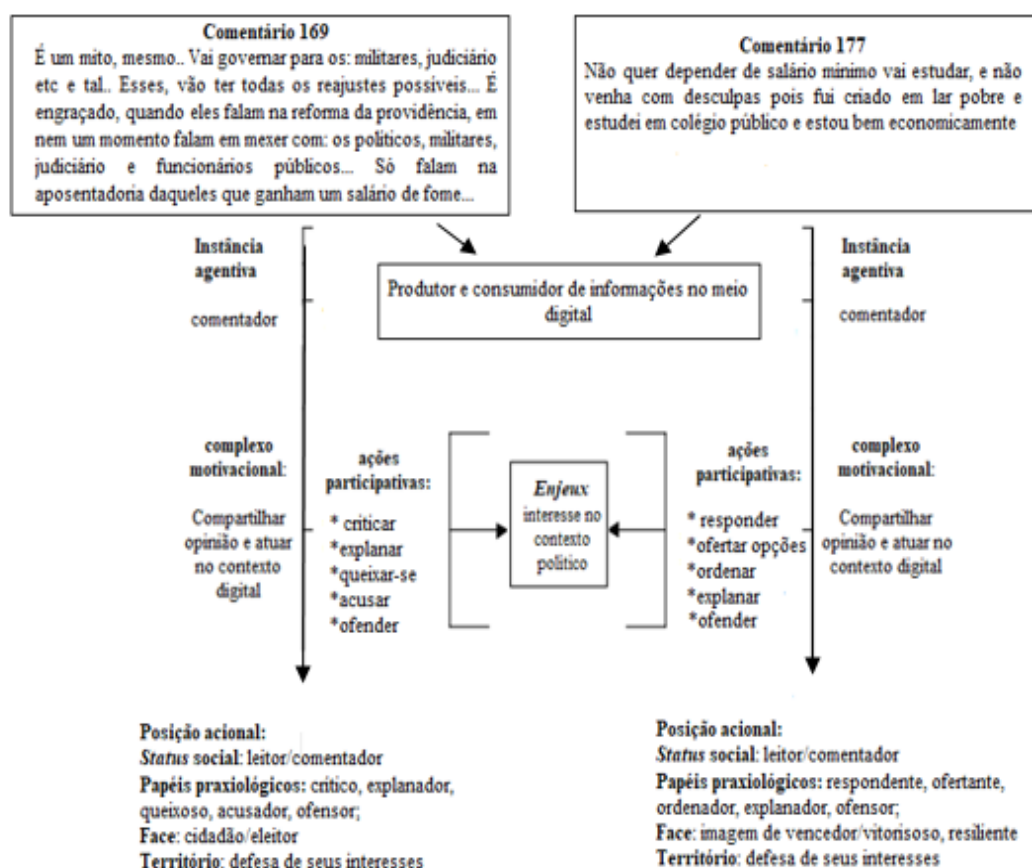 Comentário 169
É um mito, mesmo.. Vai governar para os: militares, judiciário
etc e tal.. Esses, vão ter todas os reajustes possíveis... É
engraçado, quando eles falam na reforma da providência, em
nem um momento falam em mexer com: os políticos, militares,
judiciário e funcionários públicos... Só falam na
aposentadoria daqueles que ganham um salário de fome...
Comentário 177
Não quer depender de salário mínimo vai estudar, e não
venha com desculpas pois fui criado em lar pobre e
estudei em colégio público e estou bem economicamente
Instância
agentiva
comentador
Produtor e consumidor de informações no meio
digital
Instância
agentiva
comentador
complexo
motivacional:
Compartilhar
opinião e atuar
no contexto
digital
ações
participativas:
* criticar
*explanar
*queixar-se
*acusar
*ofender
Enjeux
interesse no
contexto
político
ações
participativas:
* responder
*ofertar opções
*ordenar
*explanar
*ofender
complexo
motivacional:
Compartilhar
opinião e atuar no
contexto digital
Posição acional:
Status social: leitor/comentador
Papéis praxiológicos: crítico, explanador,
queixoso, acusador, ofensor;
Face: cidadão/eleitor
Território: defesa de seus interesses
Posição acional:
Status social: leitor/comentador
Papéis praxiológicos: respondente, ofertante,
ordenador, explanador, ofensor;
Face: imagem de vencedor/vitorisoso, resiliente
Território: defesa de seus interesses